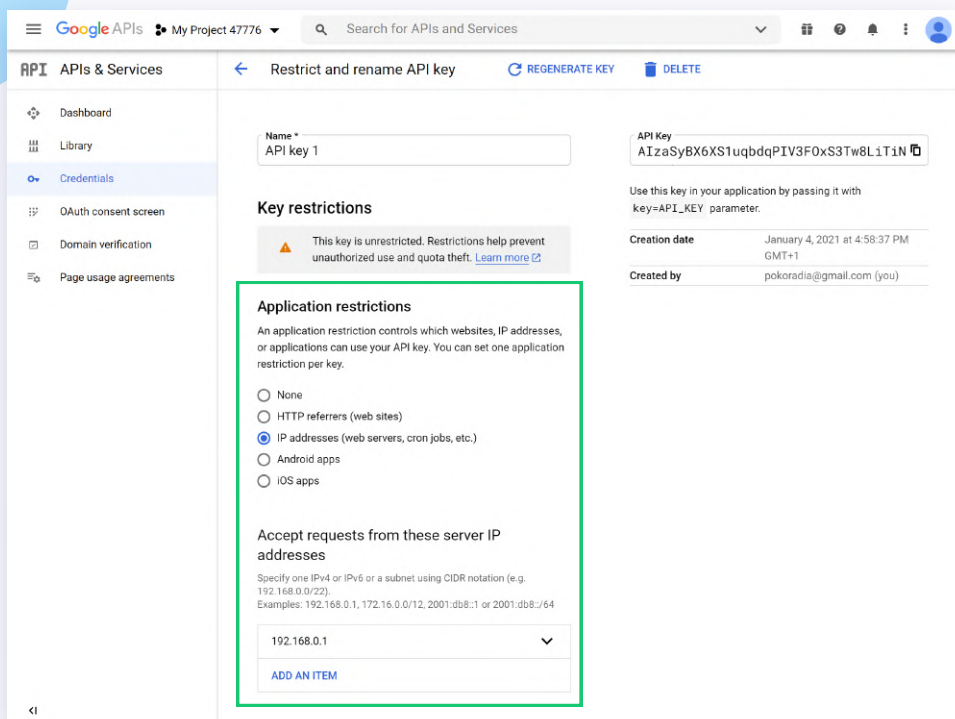 Google APIs
My Project 47776
Search for APIs and Services
API APIs & Services
Restrict and rename API key
REGENERATE KEY
DELETE
Dashboard
Library
Credentials
OAuth consent screen
Domain verification
Page usage agreements
Name *
API key 1
Key restrictions
This key is unrestricted. Restrictions help prevent
unauthorized use and quota theft. Learn more
Application restrictions
An application restriction controls which websites, IP addresses,
or applications can use your API key. You can set one application
restriction per key.
None
HTTP referrers (web sites)
IP addresses (web servers, cron jobs, etc.)
Android apps
iOS apps
Accept requests from these server IP
addresses
Specify one IPv4 or IPv6 or a subnet using CIDR notation (e.g.
192.168.0.0/22).
Examples: 192.168.0.1, 172.16.0.0/12, 2001:db8::1 or 2001:db8::/64
192.168.0.1
ADD AN ITEM
API Key
AIzaSyBX6XS1uqbdqPIV3FOxS3Tw8LiTiN
Use this key in your application by passing it with
key=API_KEY parameter.
Creation date
January 4, 2021 at 4:58:37 PM
GMT+1
Created by
pokoradia@gmail.com (you)